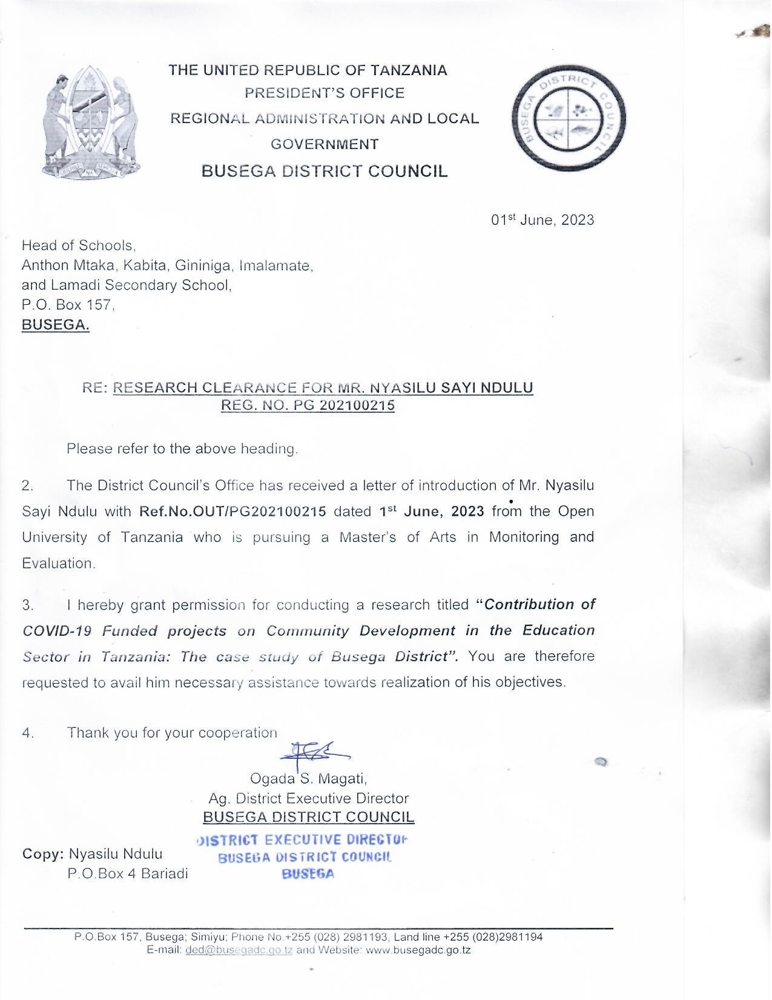 THE UNITED REPUBLIC OF TANZANIA
PRESIDENT'S OFFICE
REGIONAL ADMINISTRATION AND LOCAL
GOVERNMENT
BUSEGA DISTRICT COUNCIL
BUSEGA DISTRICT COUNCIL
UHURU NA UMOJA
01st June, 2023
Head of Schools,
Anthon Mtaka, Kabita, Gininiga, Imalamate,
and Lamadi Secondary School,
P.O. Box 157,
BUSEGA.
RE: RESEARCH CLEARANCE FOR MR. NYASILU SAYI NDULU
REG. NO. PG 202100215
Please refer to the above heading.
2. The District Council's Office has received a letter of introduction of Mr. Nyasilu
Sayi Ndulu with Ref.No.OUT/PG202100215 dated 1st June, 2023 from the Open
University of Tanzania who is pursuing a Master's of Arts in Monitoring and
Evaluation.
3. I hereby grant permission for conducting a research titled “Contribution of
COVID-19 Funded projects on Community Development in the Education
Sector in Tanzania: The case study of Busega District”. You are therefore
requested to avail him necessary assistance towards realization of his objectives.
4. Thank you for your cooperation
Ogada S. Magati,
Ag. District Executive Director
BUSEGA DISTRICT COUNCIL
DISTRICT EXECUTIVE DIRECTOR
BUSEGA DISTRICT COUNCIL
BUSEGA
Copy: Nyasilu Ndulu
P.O.Box 4 Bariadi
P.O.Box 157, Busega; Simiyu; Phone No.+255 (028) 2981193, Land line +255 (028)2981194
E-mail: ded@busegadc.go.tz and Website: www.busegadc.go.tz